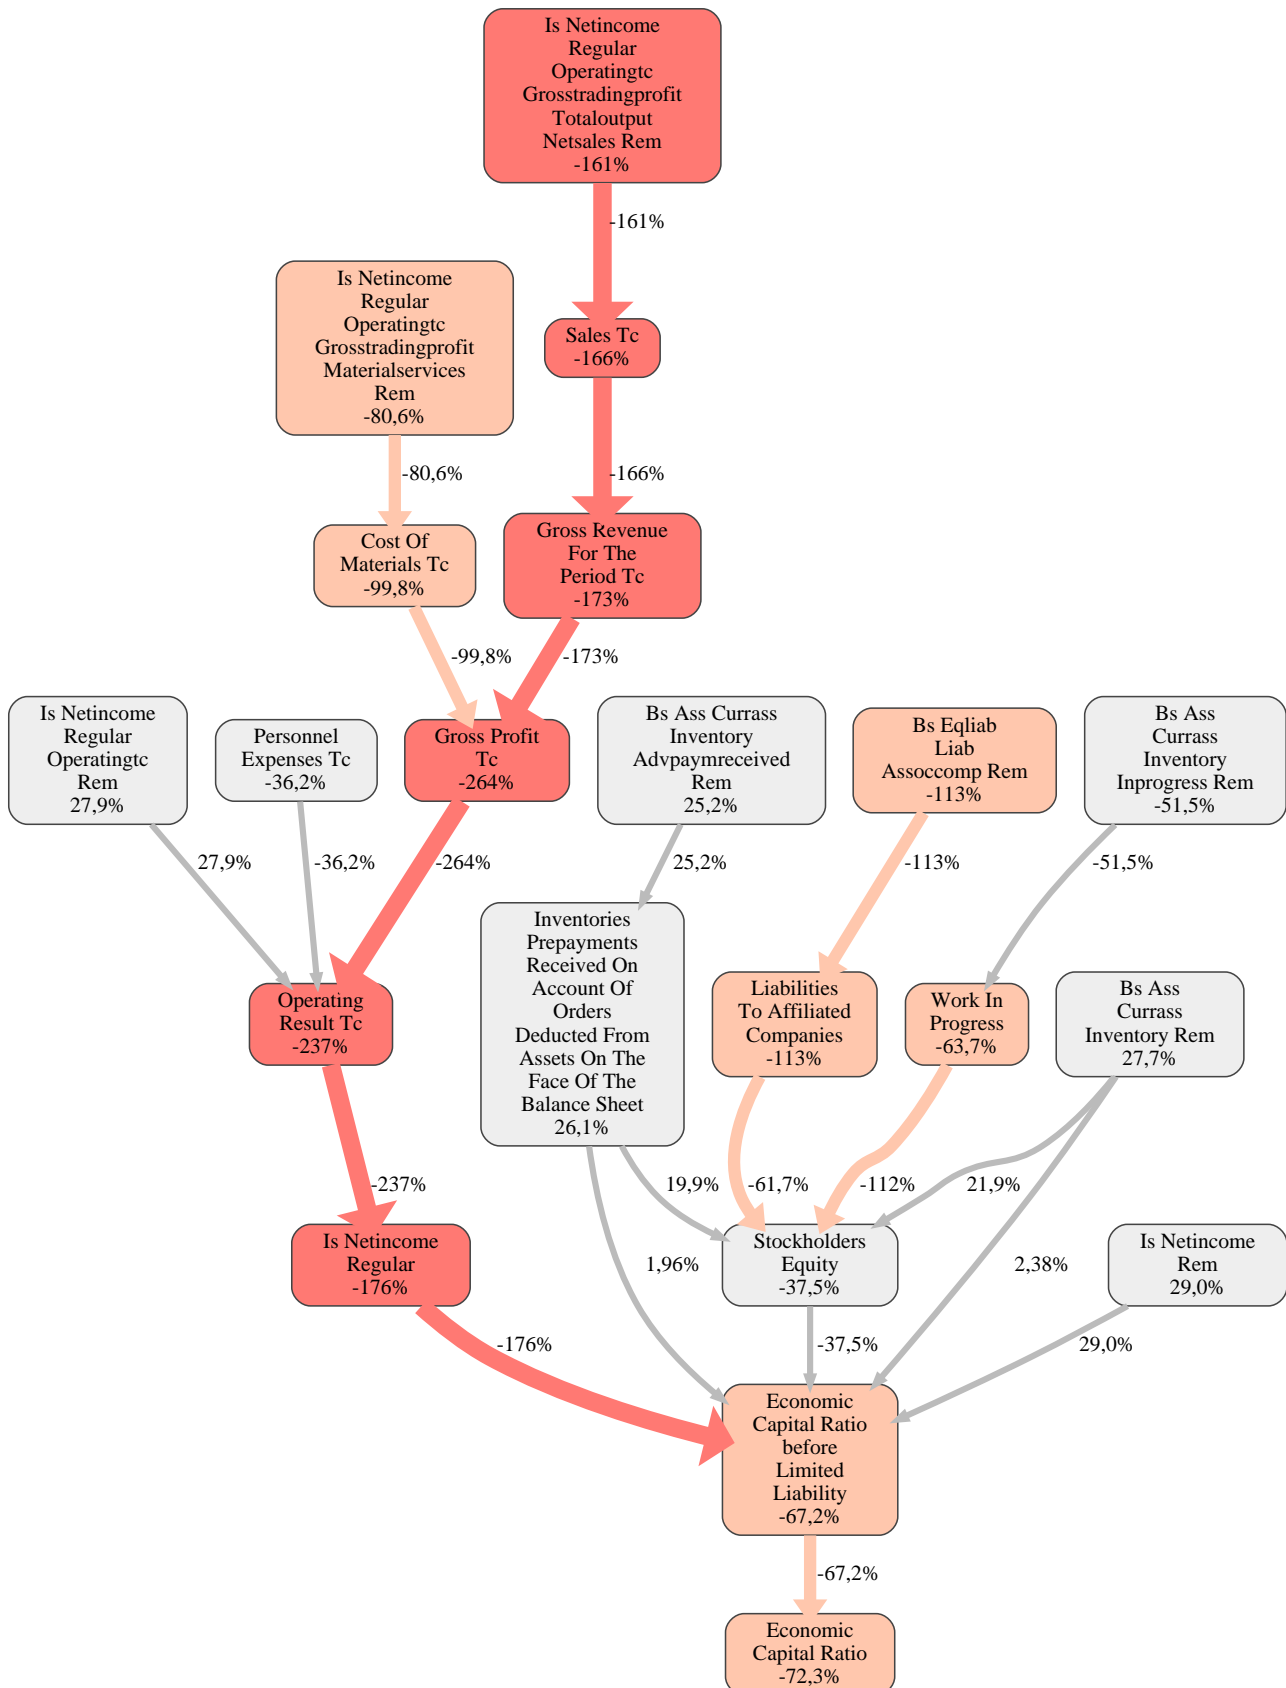 Is Netincome
Regular
Operatingtc
Grosstradingprofit
Totaloutput
Netsales Rem
-161%
-161%
Is Netincome
Regular
Operatingtc
Grosstradingprofit
Materialservices
Rem
-80,6%
Sales Tc
-166%
-80,6%
-166%
Cost Of
Materials Tc
-99,8%
Gross Revenue
For The
Period Tc
-173%
-99,8%
-173%
Is Netincome
Regular
Operatingtc
Rem
27,9%
Personnel
Expenses Tc
-36,2%
Gross Profit
Tc
-264%
Bs Ass Currass
Inventory
Advpaymreceived
Rem
25,2%
Bs Eqliab
Liab
Assoccomp Rem
-113%
Bs Ass
Currass
Inventory
Inprogress Rem
-51,5%
27,9%
-36,2%
-264%
25,2%
-113%
-51,5%
Inventories
Prepayments
Received On
Account Of
Orders
Deducted From
Assets On The
Face Of The
Balance Sheet
26,1%
Operating
Result Tc
-237%
Liabilities
To Affiliated
Companies
-113%
Work In
Progress
-63,7%
Bs Ass
Currass
Inventory Rem
27,7%
-237%
19,9%
-61,7%
-112%
21,9%
Is Netincome
Regular
-176%
1,96%
Stockholders
Equity
-37,5%
2,38%
Is Netincome
Rem
29,0%
-176%
-37,5%
29,0%
Economic
Capital Ratio
before
Limited
Liability
-67,2%
-67,2%
Economic
Capital Ratio
-72,3%